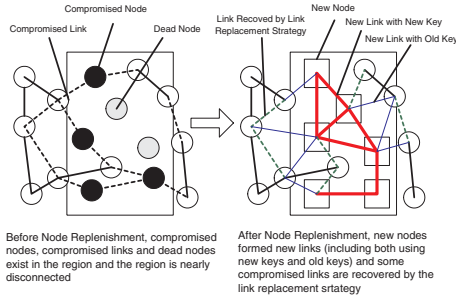 Compromised Node
Compromised Link
Dead Node
New Node
Link Recoved by Link
Replacement Strategy
New Link with New Key
New Link with Old Key
Before Node Replenishment, compromised
nodes, compromised links and dead nodes
exist in the region and the region is nearly
disconnected
After Node Replenishment, new nodes
formed new links (including both using
new keys and old keys) and some
compromised links are recovered by the
link replacement srtategy